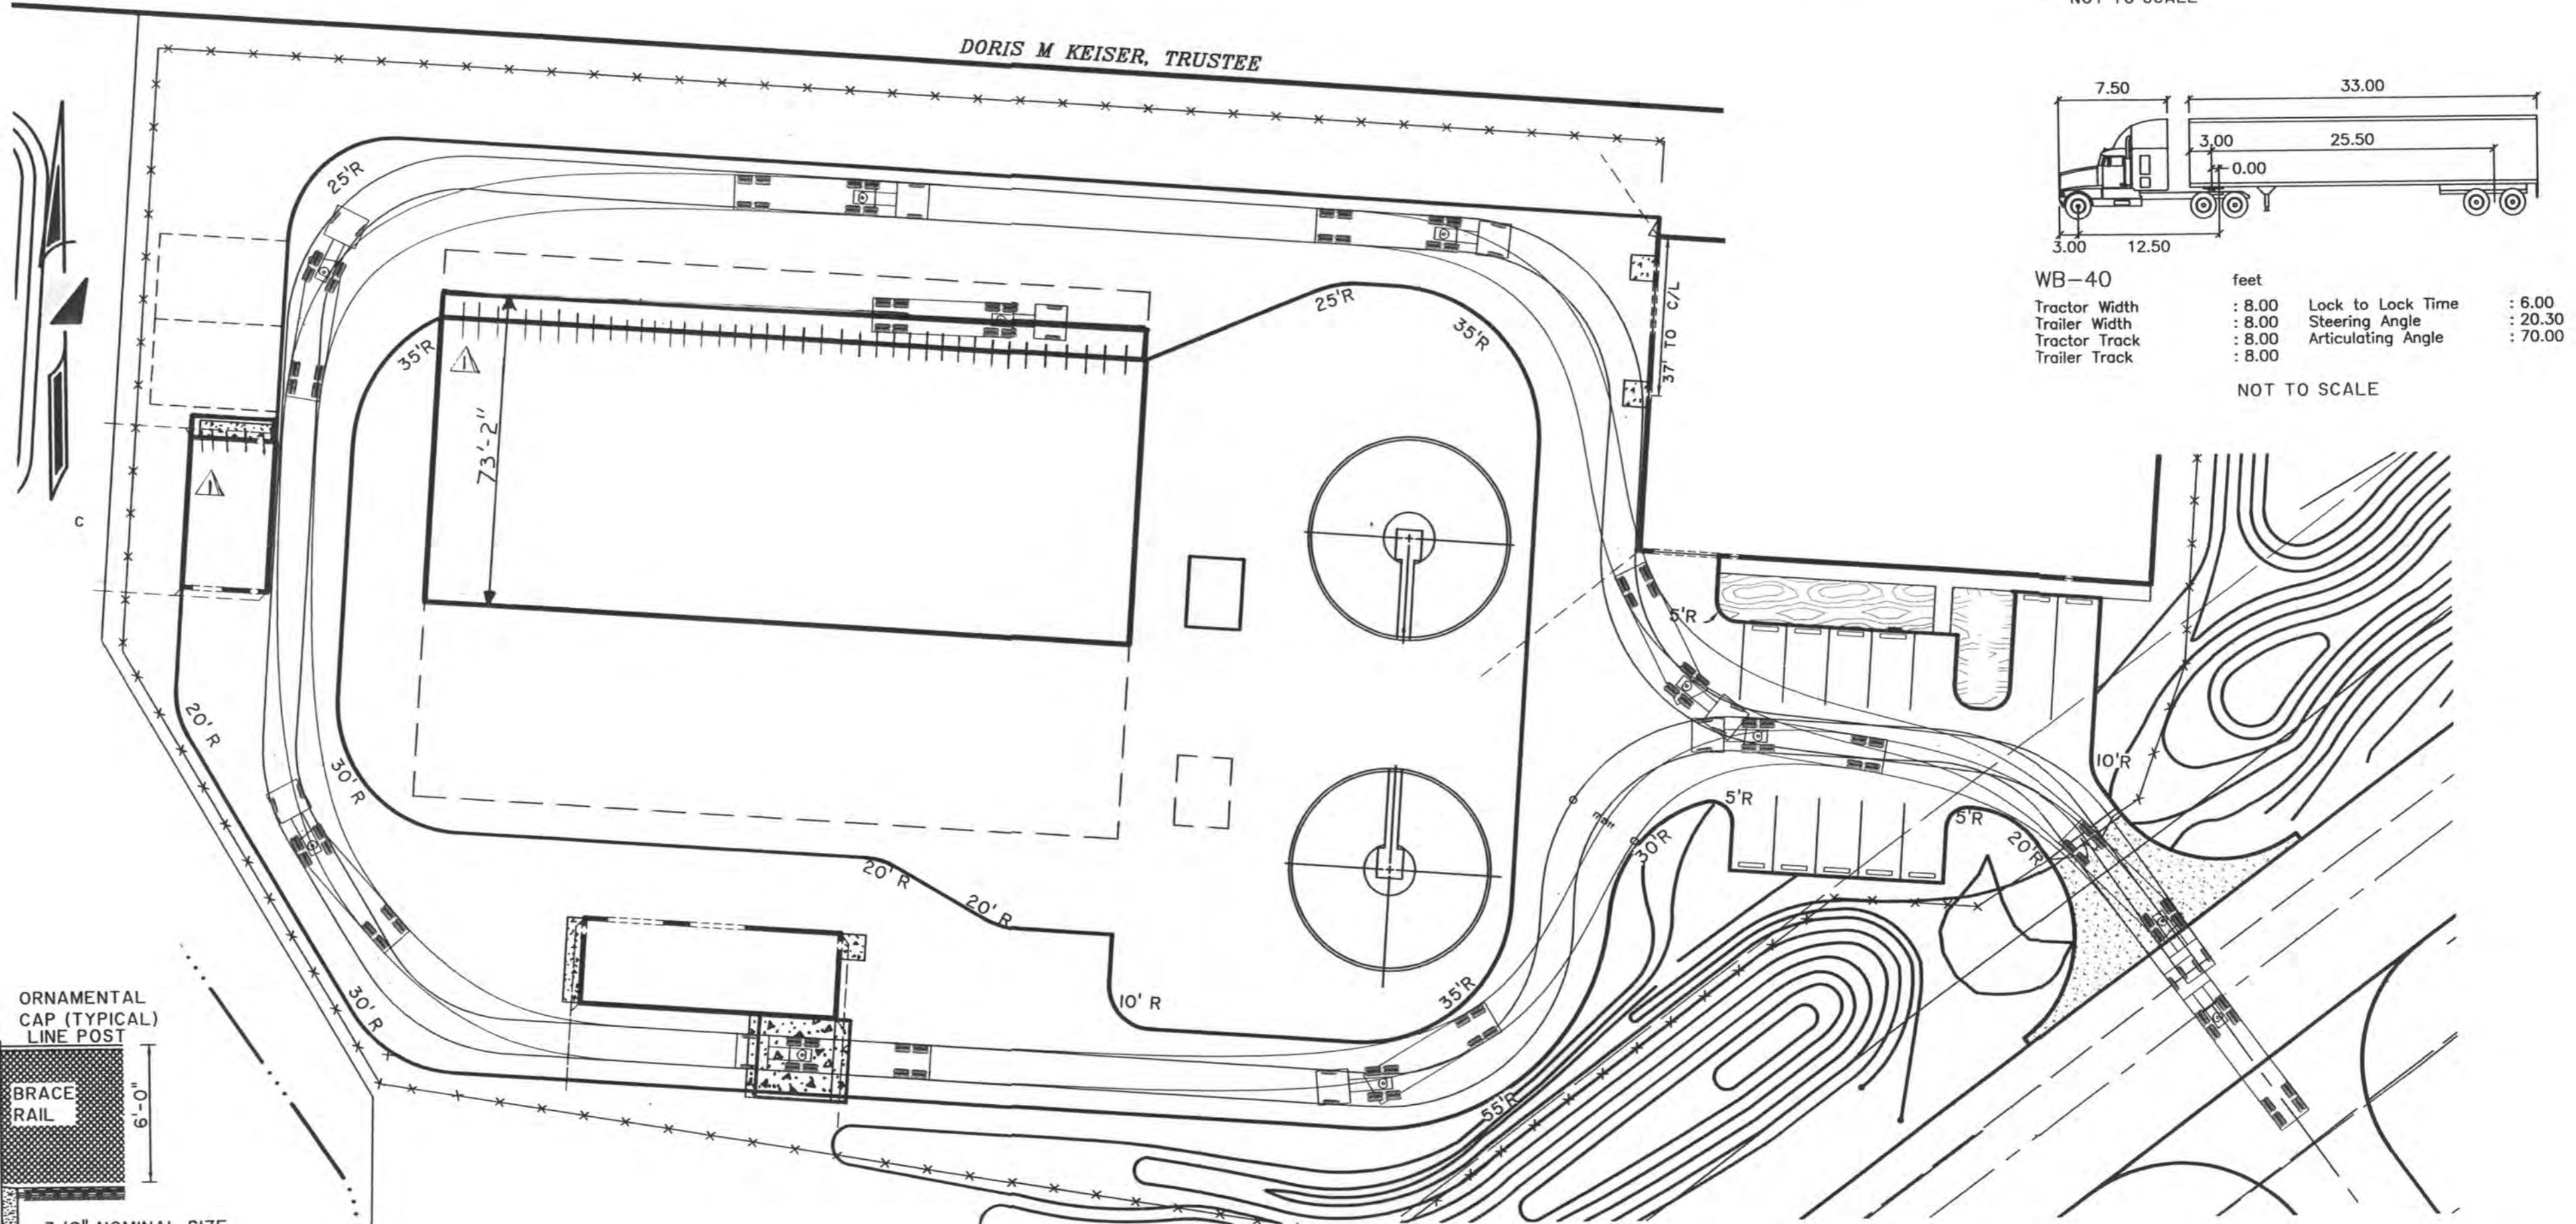 NOT TO SCALE
DORIS M KEISER, TRUSTEE
7.50
33.00
3.00
25.50
0.00
3.00
12.50
WB-40
feet
Tractor Width : 8.00 Lock to Lock Time : 6.00
Trailer Width : 8.00 Steering Angle : 20.30
Tractor Track : 8.00 Articulating Angle : 70.00
Trailer Track : 8.00
NOT TO SCALE
25'R
25'R
35'R
35'R
37' TO C/L
1
73'-2"
1
C
5'R
20' R
30' R
10'R
5'R
5'R
20'R
30'R
20' R
20' R
10' R
35'R
30' R
55'R
ORNAMENTAL
CAP (TYPICAL)
LINE POST
BRACE
RAIL
6'-0"
NOMINAL SIZE